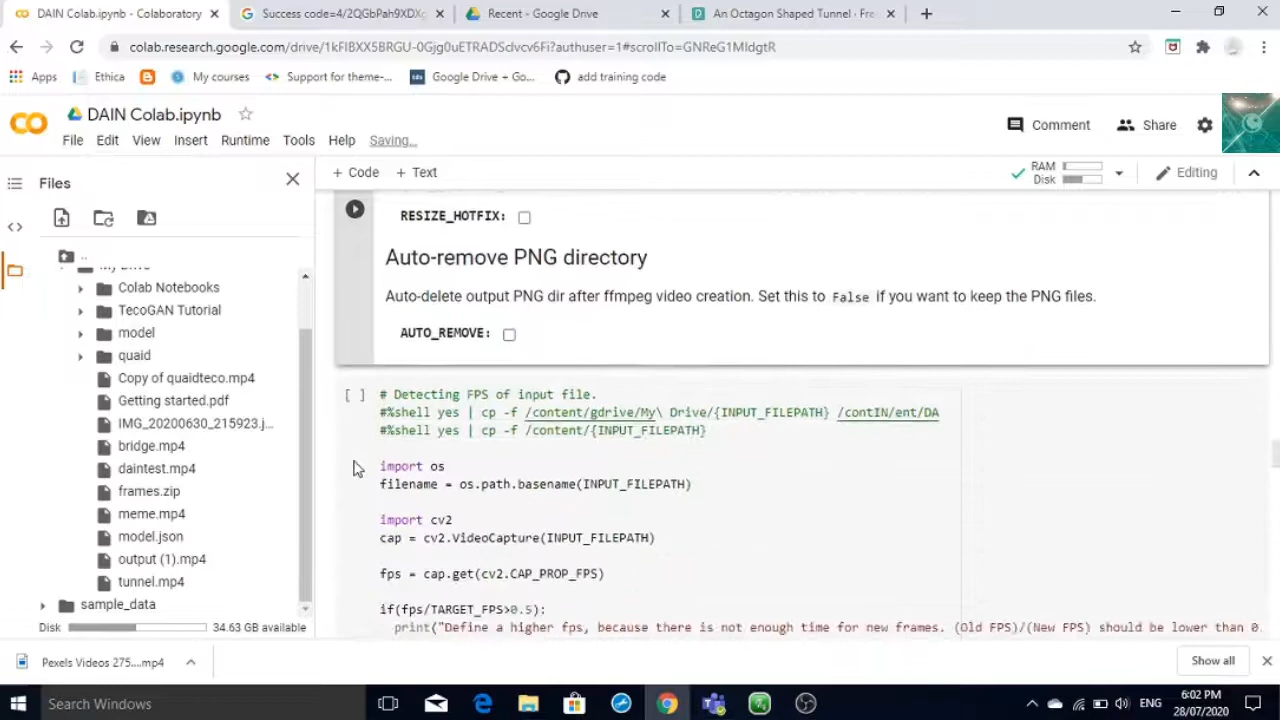 DAIN Colab.ipynb - Colaboratory
Success code=4/2QGbPah9XDXg
Recent - Google Drive
An Octagon Shaped Tunnel · Fre
colab.research.google.com/drive/1kFIBXX5BRGU-0Gjg0uETRADSclvcv6Fi?authuser=1#scrollTo=GNReG1MIdgtR
Apps
Ethica
My courses
Support for theme-...
Google Drive + Go...
add training code
DAIN Colab.ipynb
Comment
Share
File Edit View Insert Runtime Tools Help Saving...
Files
+ Code + Text
RAM
Disk
Editing
..
My Drive
Colab Notebooks
TecoGAN Tutorial
model
quaid
Copy of quaidteco.mp4
Getting started.pdf
IMG_20200630_215923.j...
bridge.mp4
daintest.mp4
frames.zip
meme.mp4
model.json
output (1).mp4
tunnel.mp4
sample_data
Disk 34.63 GB available
RESIZE_HOTFIX:
Auto-remove PNG directory
Auto-delete output PNG dir after ffmpeg video creation. Set this to False if you want to keep the PNG files.
AUTO_REMOVE:
[ ] # Detecting FPS of input file.
#%shell yes | cp -f /content/gdrive/My\ Drive/{INPUT_FILEPATH} /contIN/ent/DA
#%shell yes | cp -f /content/{INPUT_FILEPATH}
import os
filename = os.path.basename(INPUT_FILEPATH)
import cv2
cap = cv2.VideoCapture(INPUT_FILEPATH)
fps = cap.get(cv2.CAP_PROP_FPS)
if(fps/TARGET_FPS>0.5):
print("Define a higher fps, because there is not enough time for new frames. (Old FPS)/(New FPS) should be lower than 0.
Pexels Videos 275....mp4
Show all
Search Windows
ENG
6:02 PM
28/07/2020